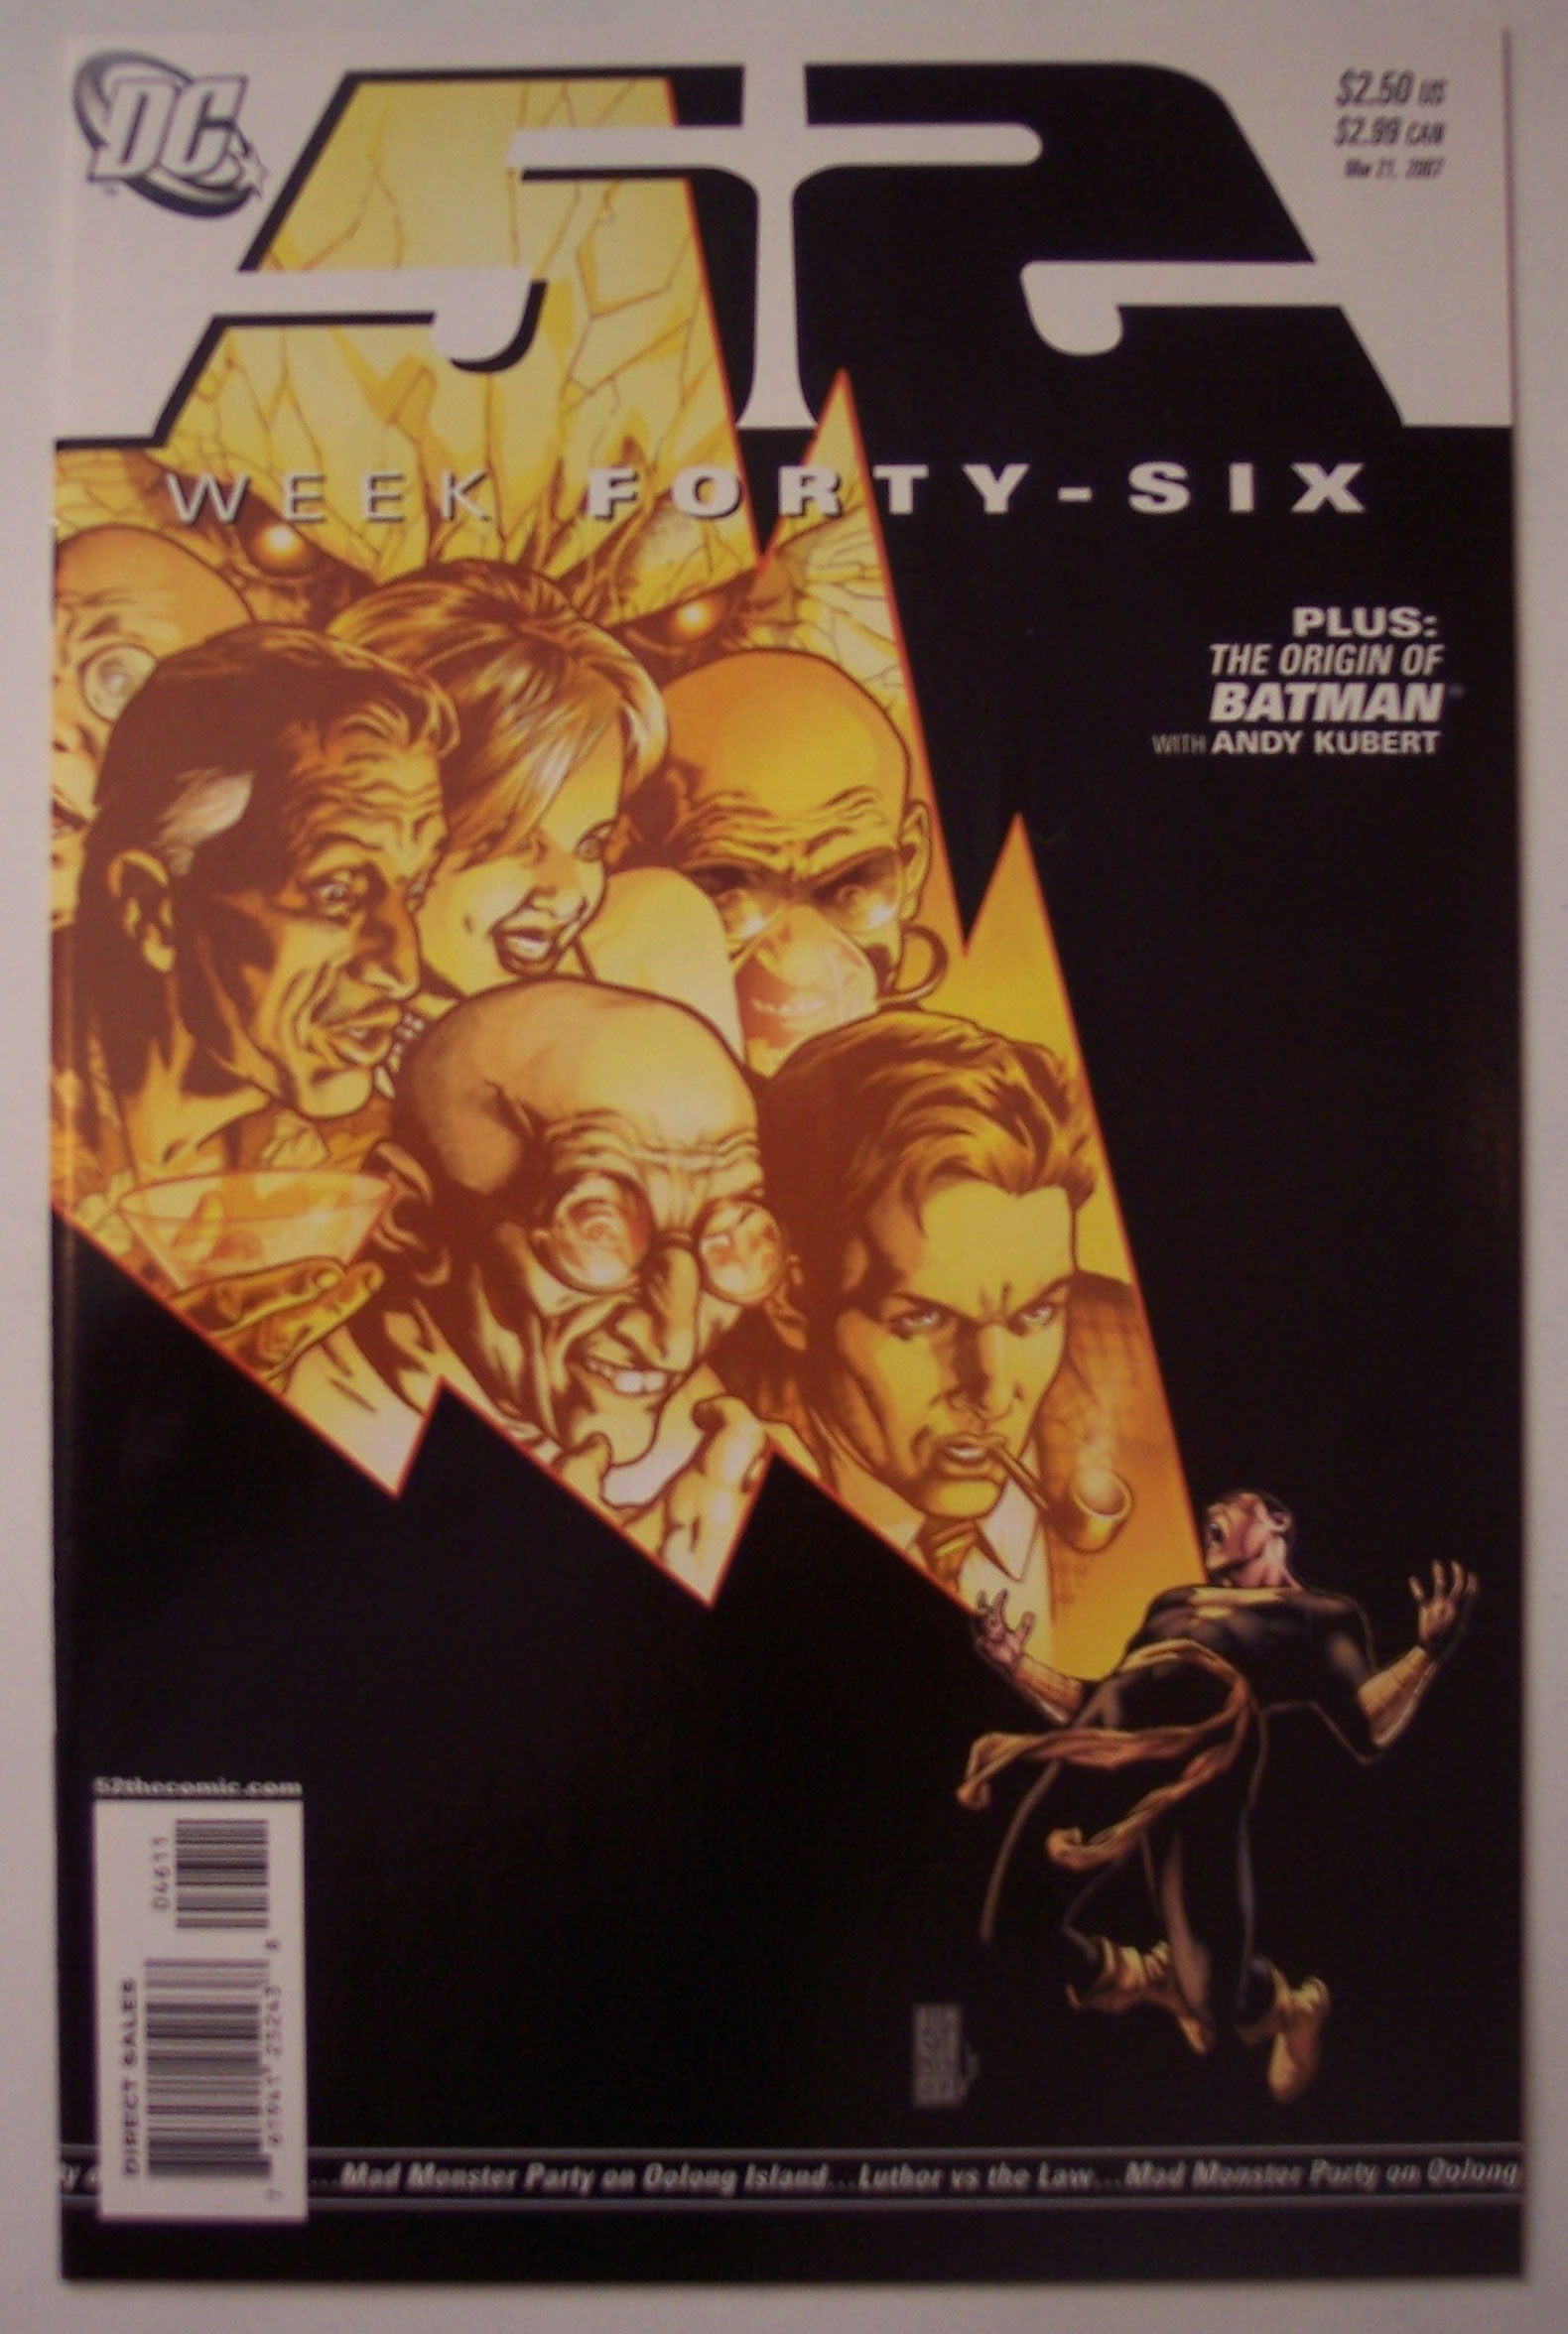 DC
$2.50 US
$2.99 CAN
Mar 21, 2007
52
WEEK FORTY-SIX
PLUS:
THE ORIGIN OF
BATMAN
WITH ANDY KUBERT
52thecomic.com
04611
DIRECT SALES
...Mad Monster Party on Oolong Island...Luthor vs the Law...Mad Monster Party on Oolong